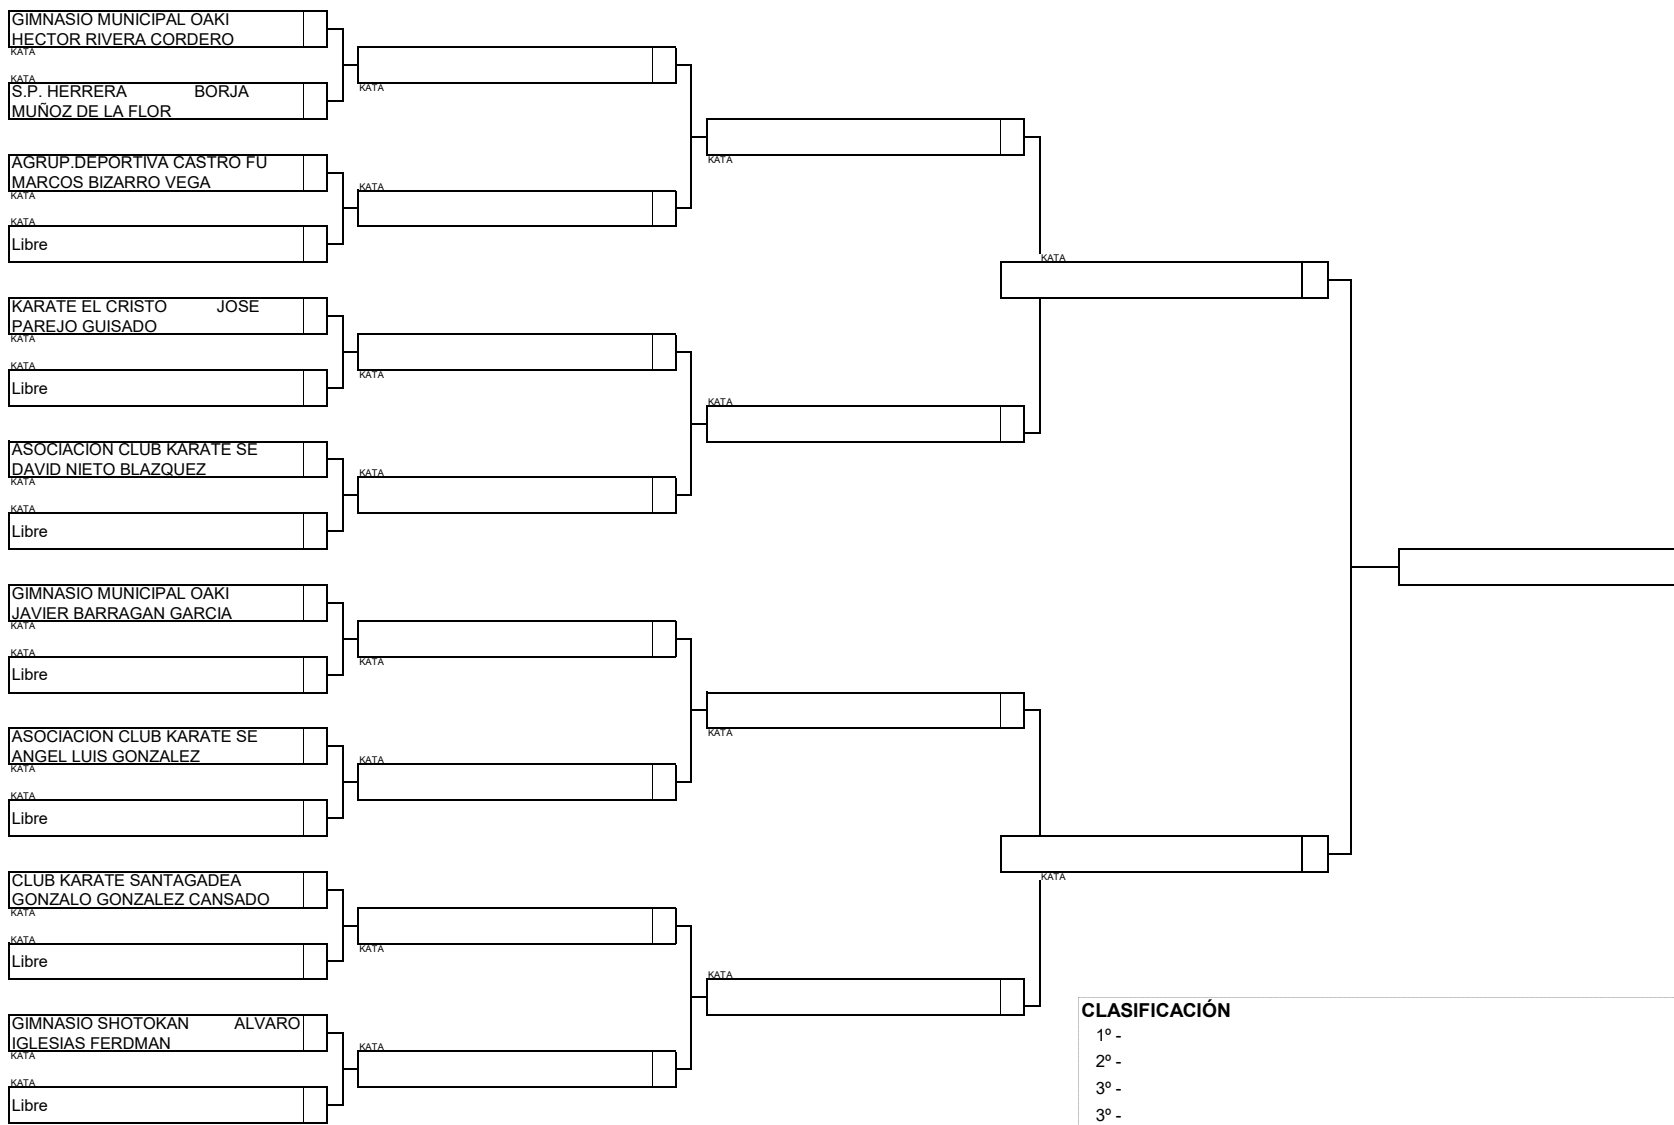 GIMNASIO MUNICIPAL OAKI
HECTOR RIVERA CORDERO
KATA
KATA
S.P. HERRERA BORJA
MUÑOZ DE LA FLOR
AGRUP.DEPORTIVA CASTRO FU
MARCOS BIZARRO VEGA
KATA
KATA
Libre
KARATE EL CRISTO JOSE
PAREJO GUISADO
KATA
KATA
Libre
ASOCIACION CLUB KARATE SE
DAVID NIETO BLAZQUEZ
KATA
KATA
Libre
GIMNASIO MUNICIPAL OAKI
JAVIER BARRAGAN GARCIA
KATA
KATA
Libre
ASOCIACION CLUB KARATE SE
ANGEL LUIS GONZALEZ
KATA
KATA
Libre
CLUB KARATE SANTAGADEA
GONZALO GONZALEZ CANSADO
KATA
KATA
Libre
GIMNASIO SHOTOKAN ALVARO
IGLESIAS FERDMAN
KATA
KATA
Libre
KATA
KATA
KATA
KATA
KATA
KATA
KATA
KATA
KATA
KATA
KATA
KATA
KATA
KATA
CLASIFICACIÓN
1º -
2º -
3º -
3º -